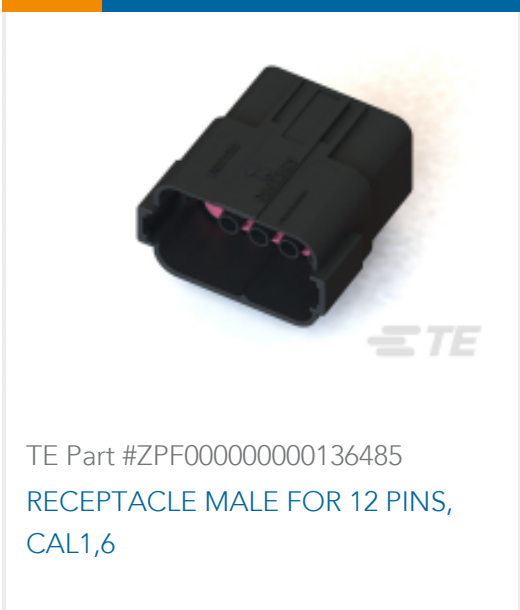 TE
TE Part #ZPF000000000136485
RECEPTACLE MALE FOR 12 PINS,
CAL1,6